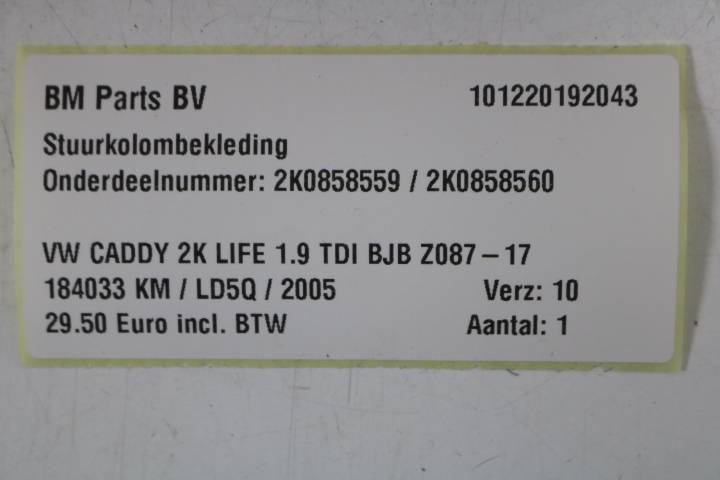 BM Parts BV 101220192043
Stuurkolombekleding
Onderdeelnummer: 2K0858559 / 2K0858560
VW CADDY 2K LIFE 1.9 TDI BJB Z087-17
184033 KM / LD5Q / 2005 Verz: 10
29.50 Euro incl. BTW Aantal: 1